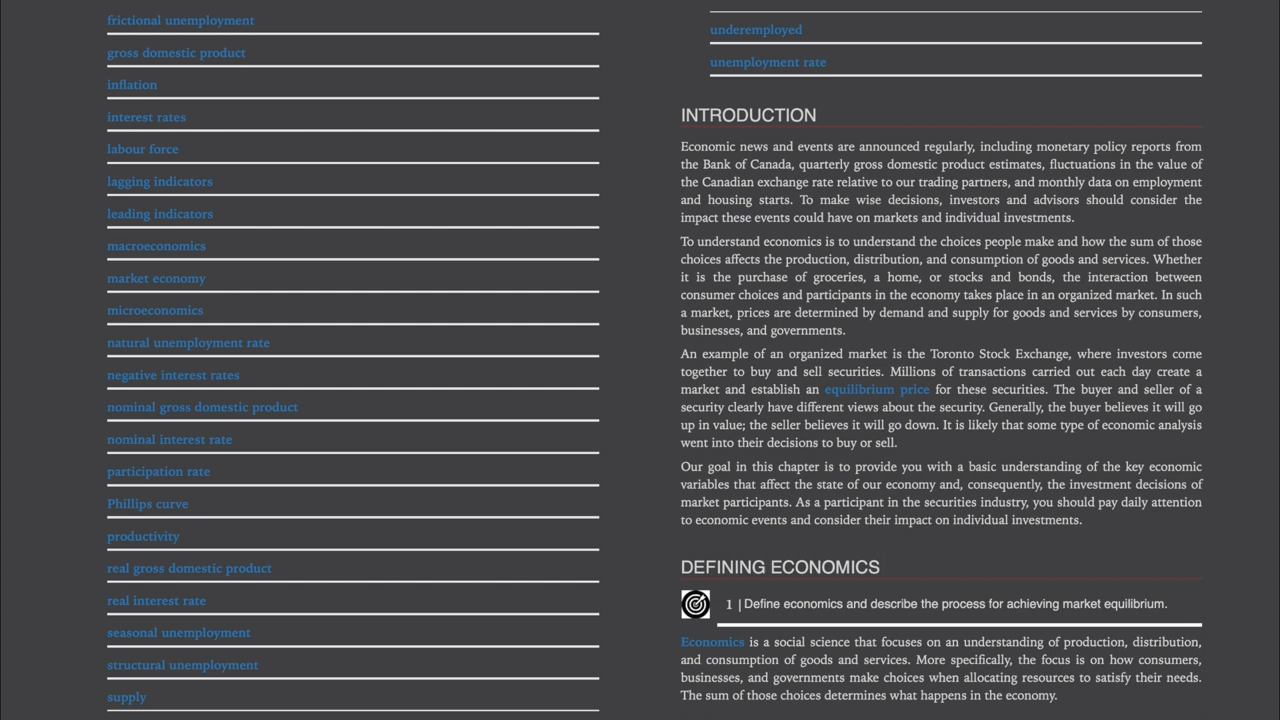 frictional unemployment
gross domestic product
inflation
interest rates
labour force
lagging indicators
leading indicators
macroeconomics
market economy
microeconomics
natural unemployment rate
negative interest rates
nominal gross domestic product
nominal interest rate
participation rate
Phillips curve
productivity
real gross domestic product
real interest rate
seasonal unemployment
structural unemployment
supply
underemployed
unemployment rate
INTRODUCTION
Economic news and events are announced regularly, including monetary policy reports from
the Bank of Canada, quarterly gross domestic product estimates, fluctuations in the value of
the Canadian exchange rate relative to our trading partners, and monthly data on employment
and housing starts. To make wise decisions, investors and advisors should consider the
impact these events could have on markets and individual investments.
To understand economics is to understand the choices people make and how the sum of those
choices affects the production, distribution, and consumption of goods and services. Whether
it is the purchase of groceries, a home, or stocks and bonds, the interaction between
consumer choices and participants in the economy takes place in an organized market. In such
a market, prices are determined by demand and supply for goods and services by consumers,
businesses, and governments.
An example of an organized market is the Toronto Stock Exchange, where investors come
together to buy and sell securities. Millions of transactions carried out each day create a
market and establish an equilibrium price for these securities. The buyer and seller of a
security clearly have different views about the security. Generally, the buyer believes it will go
up in value; the seller believes it will go down. It is likely that some type of economic analysis
went into their decisions to buy or sell.
Our goal in this chapter is to provide you with a basic understanding of the key economic
variables that affect the state of our economy and, consequently, the investment decisions of
market participants. As a participant in the securities industry, you should pay daily attention
to economic events and consider their impact on individual investments.
DEFINING ECONOMICS
1 | Define economics and describe the process for achieving market equilibrium.
Economics is a social science that focuses on an understanding of production, distribution,
and consumption of goods and services. More specifically, the focus is on how consumers,
businesses, and governments make choices when allocating resources to satisfy their needs.
The sum of those choices determines what happens in the economy.